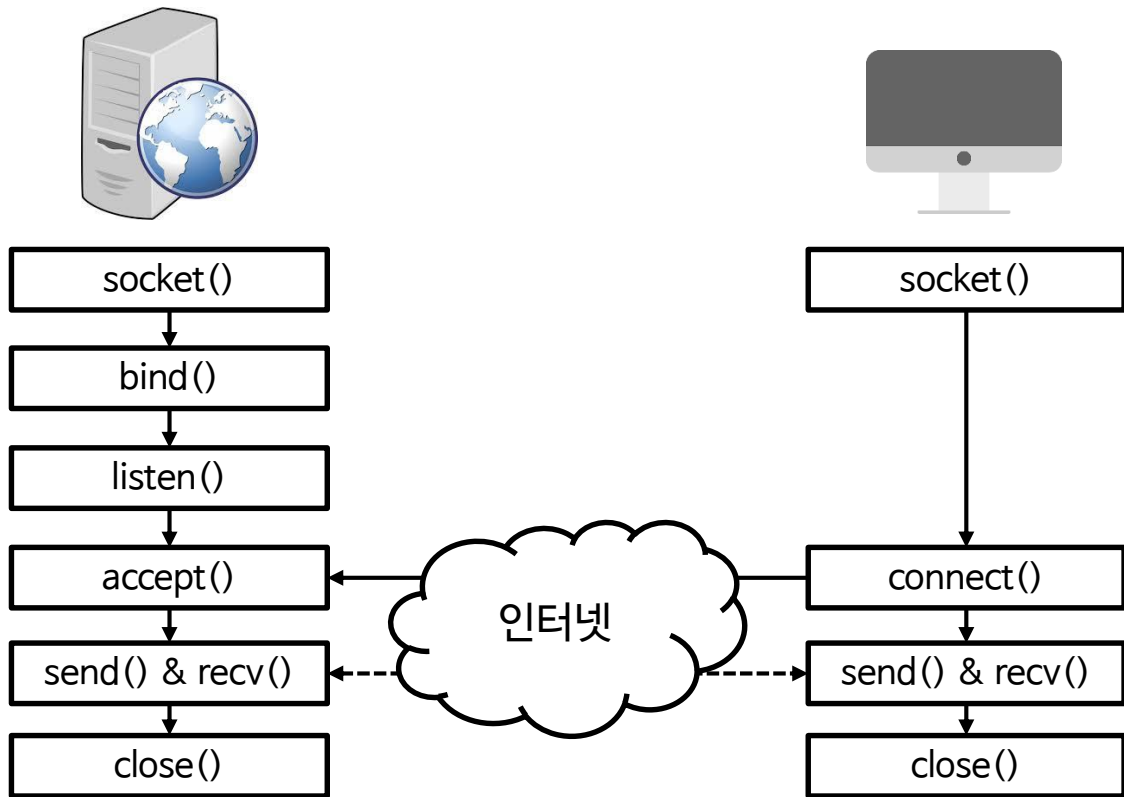 socket()
socket()
bind()
listen()
accept()
인터넷
connect()
send() & recv()
send() & recv()
close()
close()